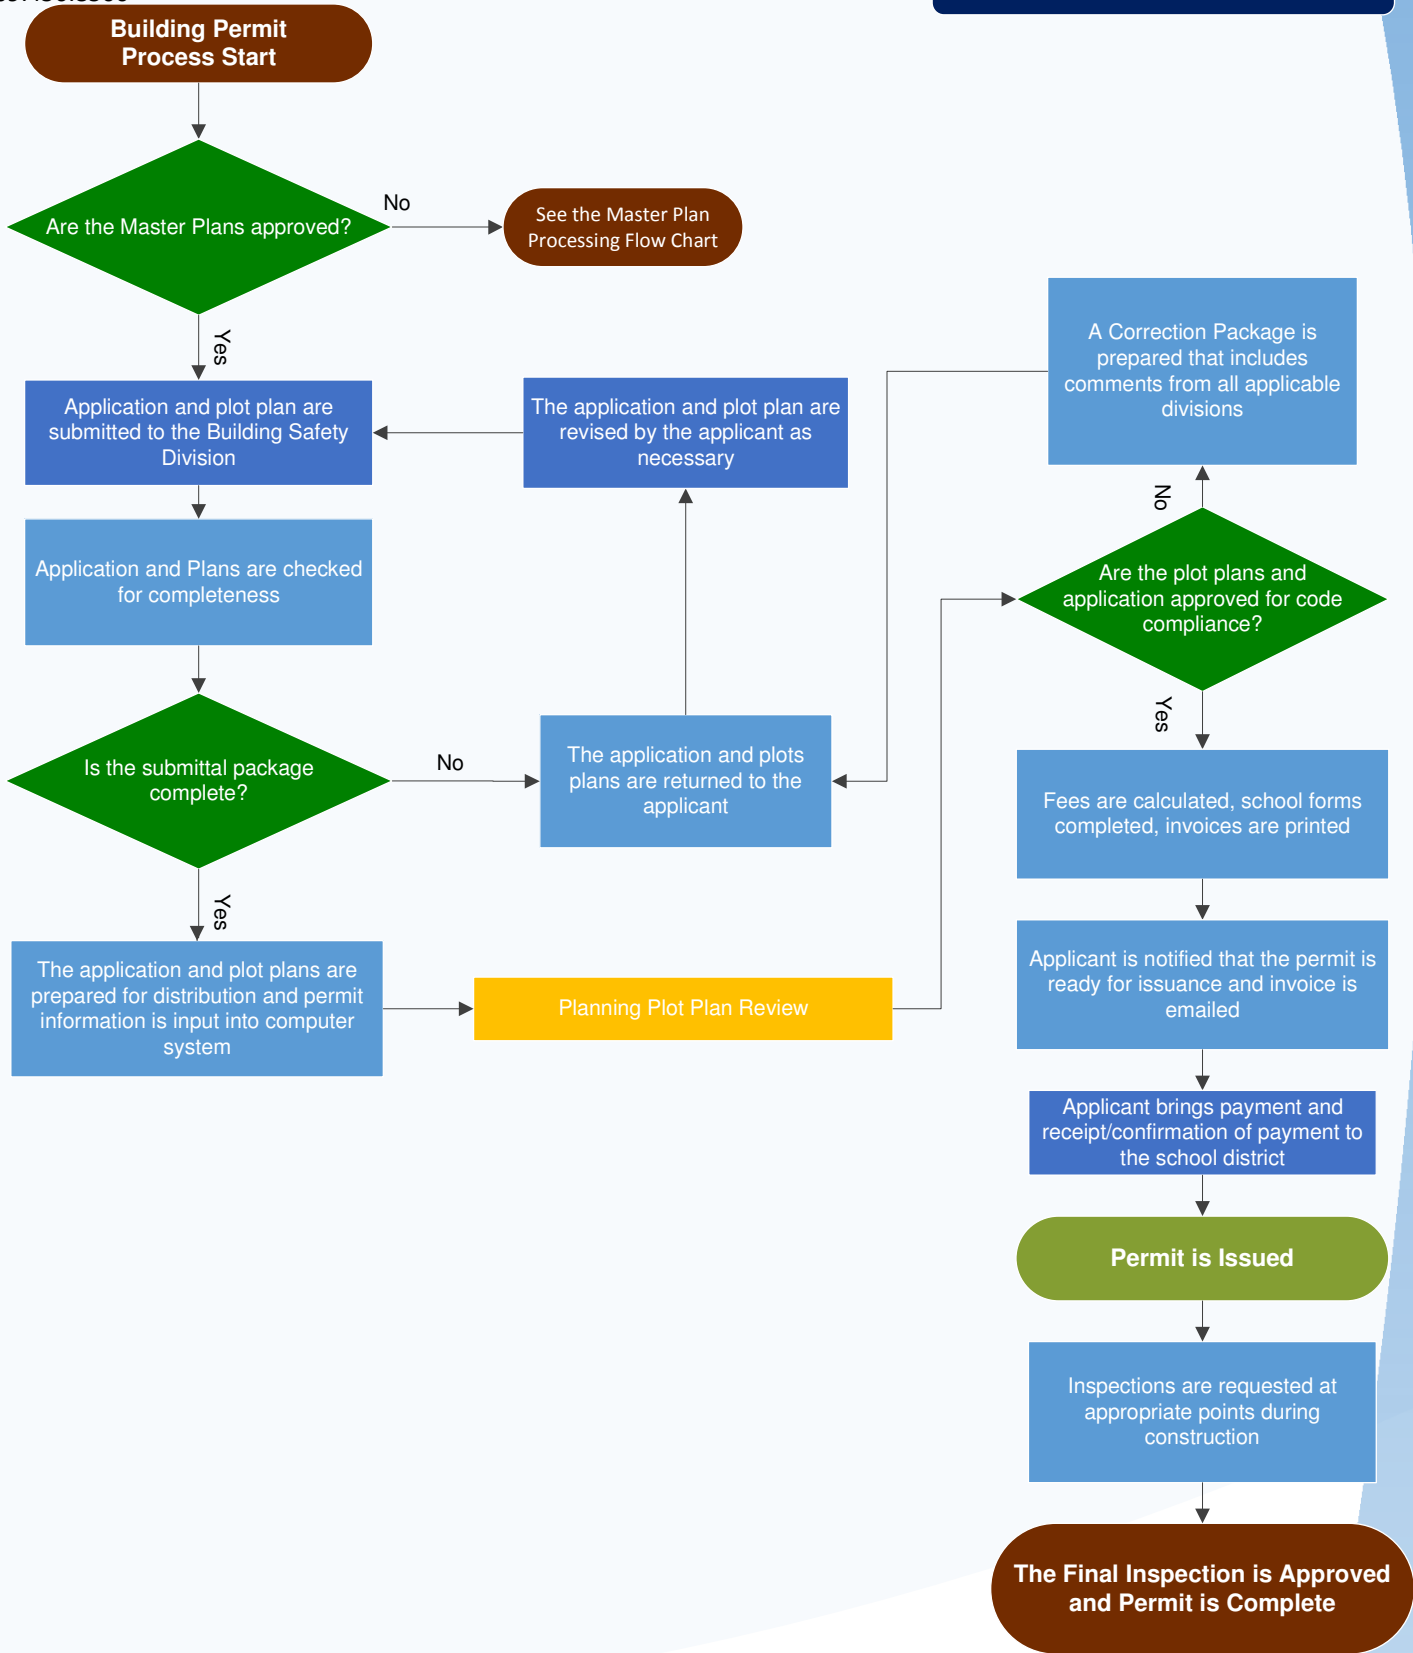 Building Permit
Process Start
Are the Master Plans approved?
No
See the Master Plan
Processing Flow Chart
Yes
Application and plot plan are
submitted to the Building Safety
Division
The application and plot plan are
revised by the applicant as
necessary
A Correction Package is
prepared that includes
comments from all applicable
divisions
Application and Plans are checked
for completeness
No
Are the plot plans and
application approved for code
compliance?
Is the submittal package
complete?
No
The application and plots
plans are returned to the
applicant
Yes
Fees are calculated, school forms
completed, invoices are printed
Yes
The application and plot plans are
prepared for distribution and permit
information is input into computer
system
Planning Plot Plan Review
Applicant is notified that the permit is
ready for issuance and invoice is
emailed
Applicant brings payment and
receipt/confirmation of payment to
the school district
Permit is Issued
Inspections are requested at
appropriate points during
construction
The Final Inspection is Approved
and Permit is Complete